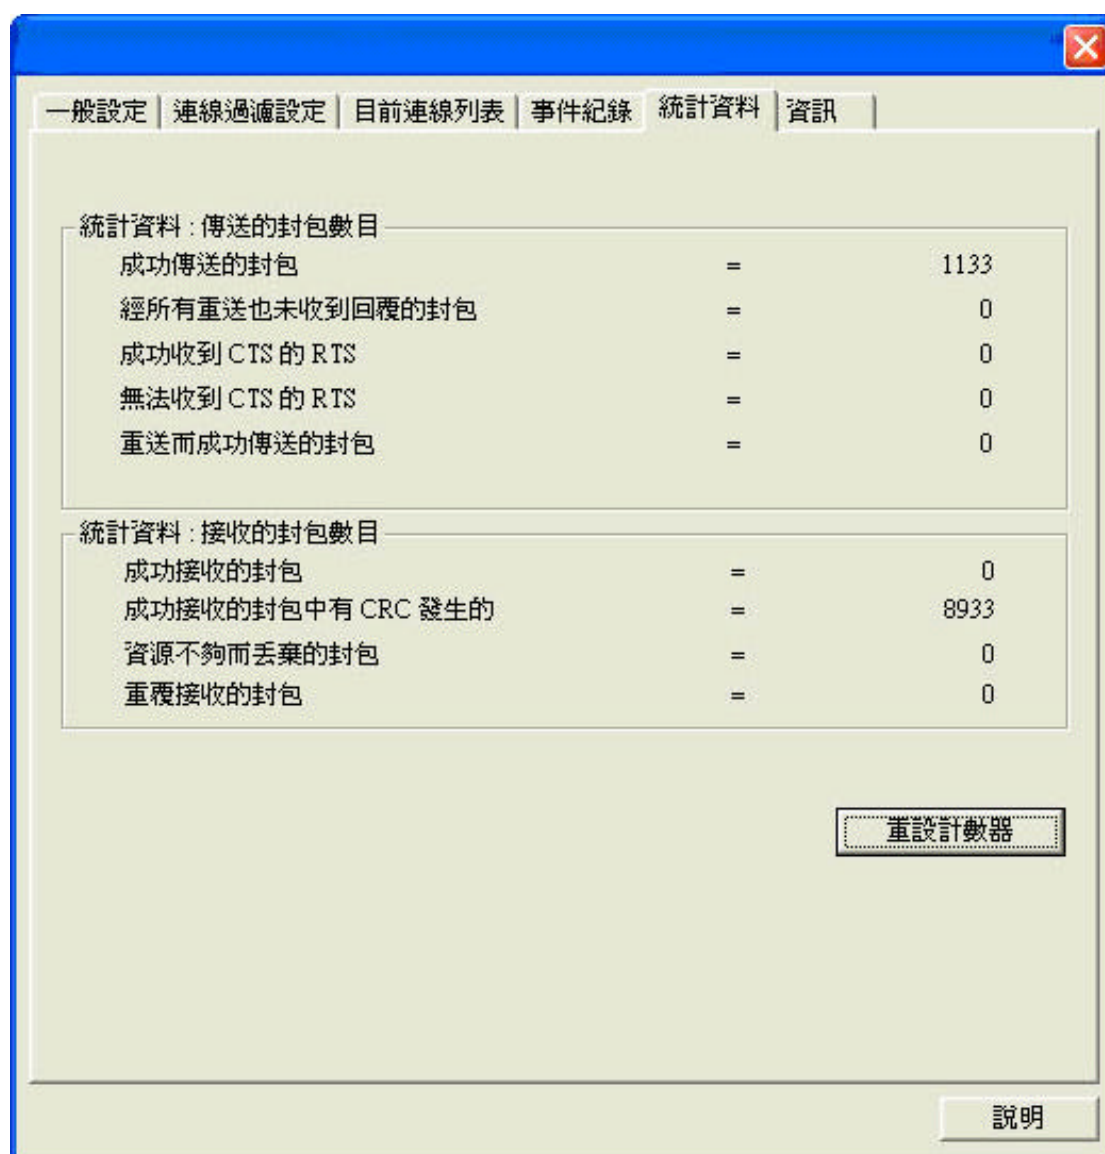 一般設定 連線過濾設定 目前連線列表 事件紀錄 統計資料 資訊
統計資料 : 傳送的封包數目
成功傳送的封包 = 1133
經所有重送也未收到回覆的封包 = 0
成功收到 CTS 的 RTS = 0
無法收到 CTS 的 RTS = 0
重送而成功傳送的封包 = 0
統計資料 : 接收的封包數目
成功接收的封包 = 0
成功接收的封包中有 CRC 發生的 = 8933
資源不夠而丟棄的封包 = 0
重覆接收的封包 = 0
重設計數器
說明